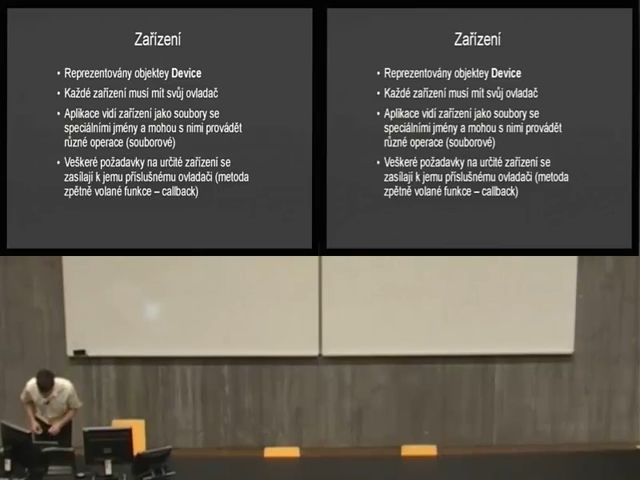 Zařízení
• Reprezentovány objektey Device
• Každé zařízení musí mít svůj ovladač
• Aplikace vidí zařízení jako soubory se
speciálními jmény a mohou s nimi provádět
různé operace (souborové)
• Veškeré požadavky na určité zařízení se
zasílají k jemu příslušnému ovladači (metoda
zpětně volané funkce – callback)
Zařízení
• Reprezentovány objektey Device
• Každé zařízení musí mít svůj ovladač
• Aplikace vidí zařízení jako soubory se
speciálními jmény a mohou s nimi provádět
různé operace (souborové)
• Veškeré požadavky na určité zařízení se
zasílají k jemu příslušnému ovladači (metoda
zpětně volané funkce – callback)